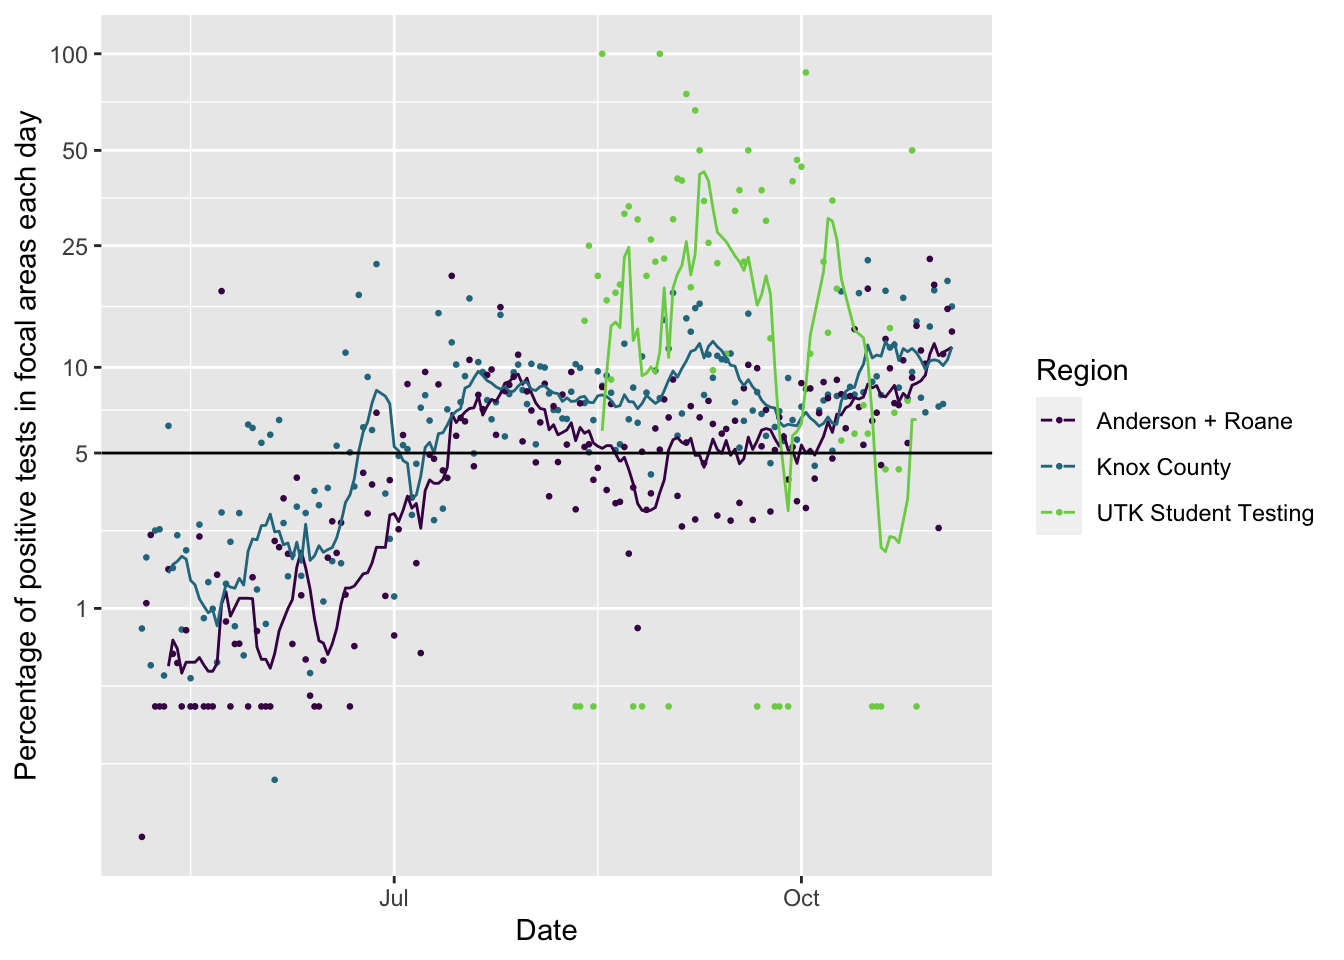 Percentage of positive tests in focal areas each day
100
50
25
10
5
1
Jul
Oct
Date
Region
Anderson + Roane
Knox County
UTK Student Testing